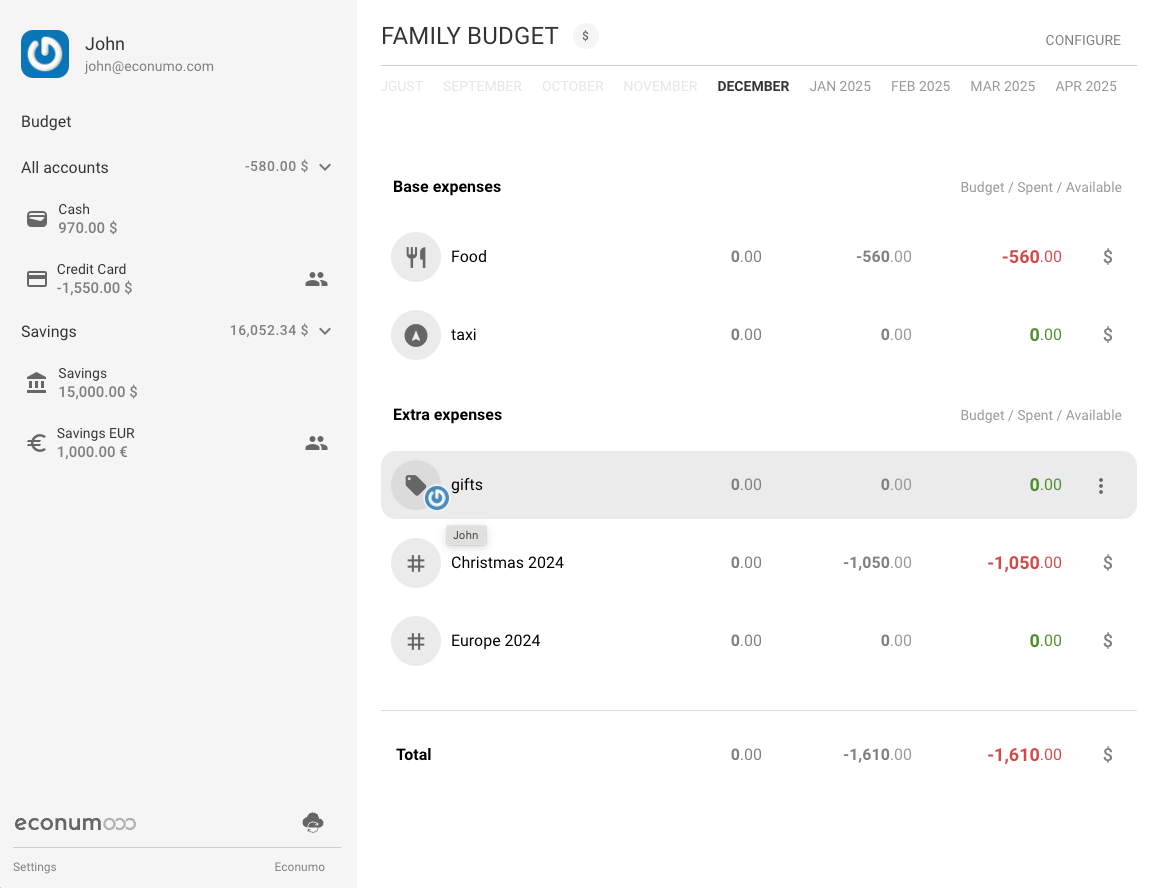 John
john@econumo.com
Budget
All accounts -580.00 $
Cash
970.00 $
Credit Card
-1,550.00 $
Savings 16,052.34 $
Savings
15,000.00 $
Savings EUR
1,000.00 €
econumo
Settings Econumo
FAMILY BUDGET $
CONFIGURE
SEPTEMBER OCTOBER NOVEMBER DECEMBER JAN 2025 FEB 2025 MAR 2025 APR 2025
Base expenses Budget / Spent / Available
Food 0.00 -560.00 -560.00 $
taxi 0.00 0.00 0.00 $
Extra expenses Budget / Spent / Available
gifts 0.00 0.00 0.00
John
Christmas 2024 0.00 -1,050.00 -1,050.00 $
Europe 2024 0.00 0.00 0.00 $
Total 0.00 -1,610.00 -1,610.00 $